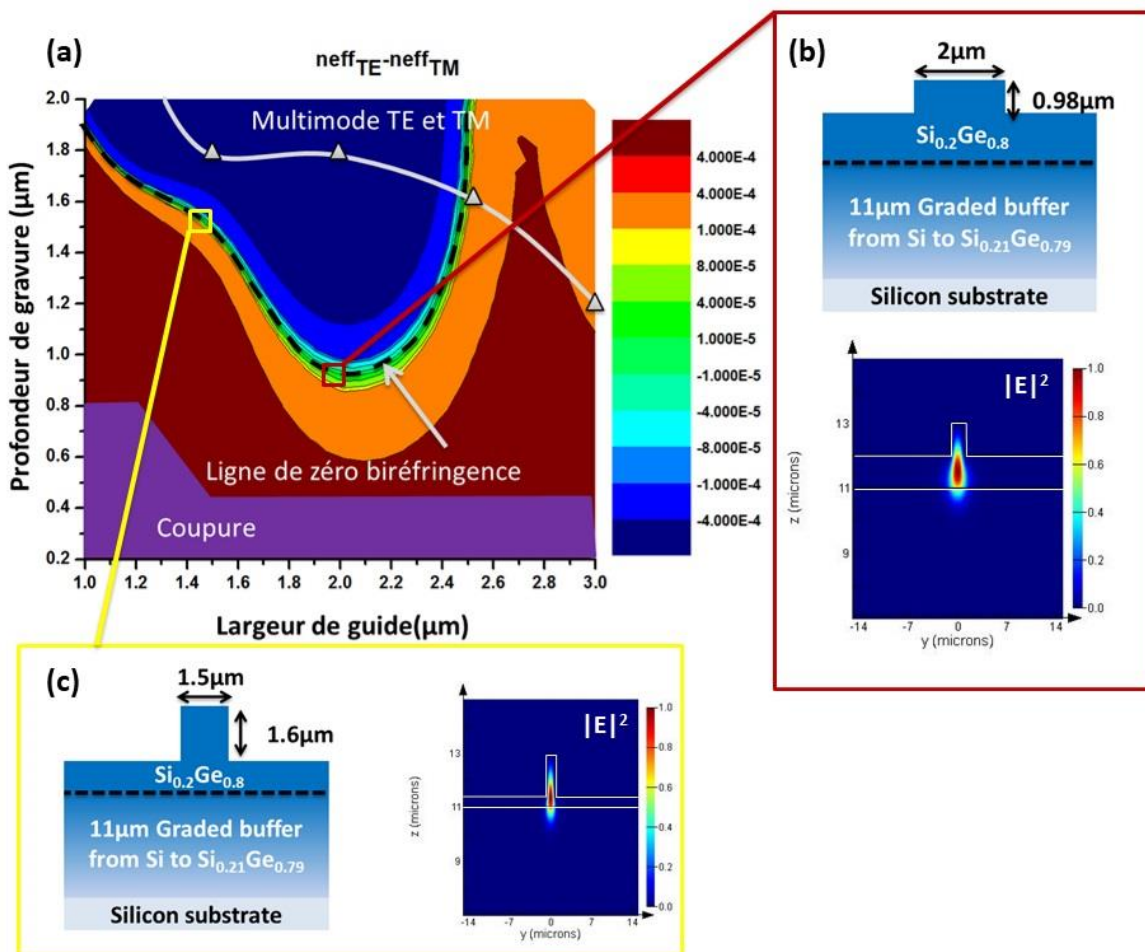 (a)
neffTE-neffTM
2.0
1.8
1.6
1.4
1.2
1.0
0.8
0.6
0.4
0.2
Profondeur de gravure (µm)
Multimode TE et TM
Ligne de zéro biréfringence
Coupure
1.0 1.2 1.4 1.6 1.8 2.0 2.2 2.4 2.6 2.8 3.0
Largeur de guide(µm)
4.000E-4
4.000E-4
1.000E-4
8.000E-5
4.000E-5
1.000E-5
-1.000E-5
-4.000E-5
-8.000E-5
-1.000E-4
-4.000E-4
(b)
2µm
0.98µm
Si0.2Ge0.8
11µm Graded buffer
from Si to Si0.21Ge0.79
Silicon substrate
|E|²
13
11
9
z (microns)
-14 -7 0 7 14
y (microns)
1.0
0.8
0.6
0.4
0.2
0.0
(c)
1.5µm
1.6µm
Si0.2Ge0.8
11µm Graded buffer
from Si to Si0.21Ge0.79
Silicon substrate
|E|²
13
11
9
z (microns)
-14 -7 0 7 14
y (microns)
1.0
0.8
0.6
0.4
0.2
0.0